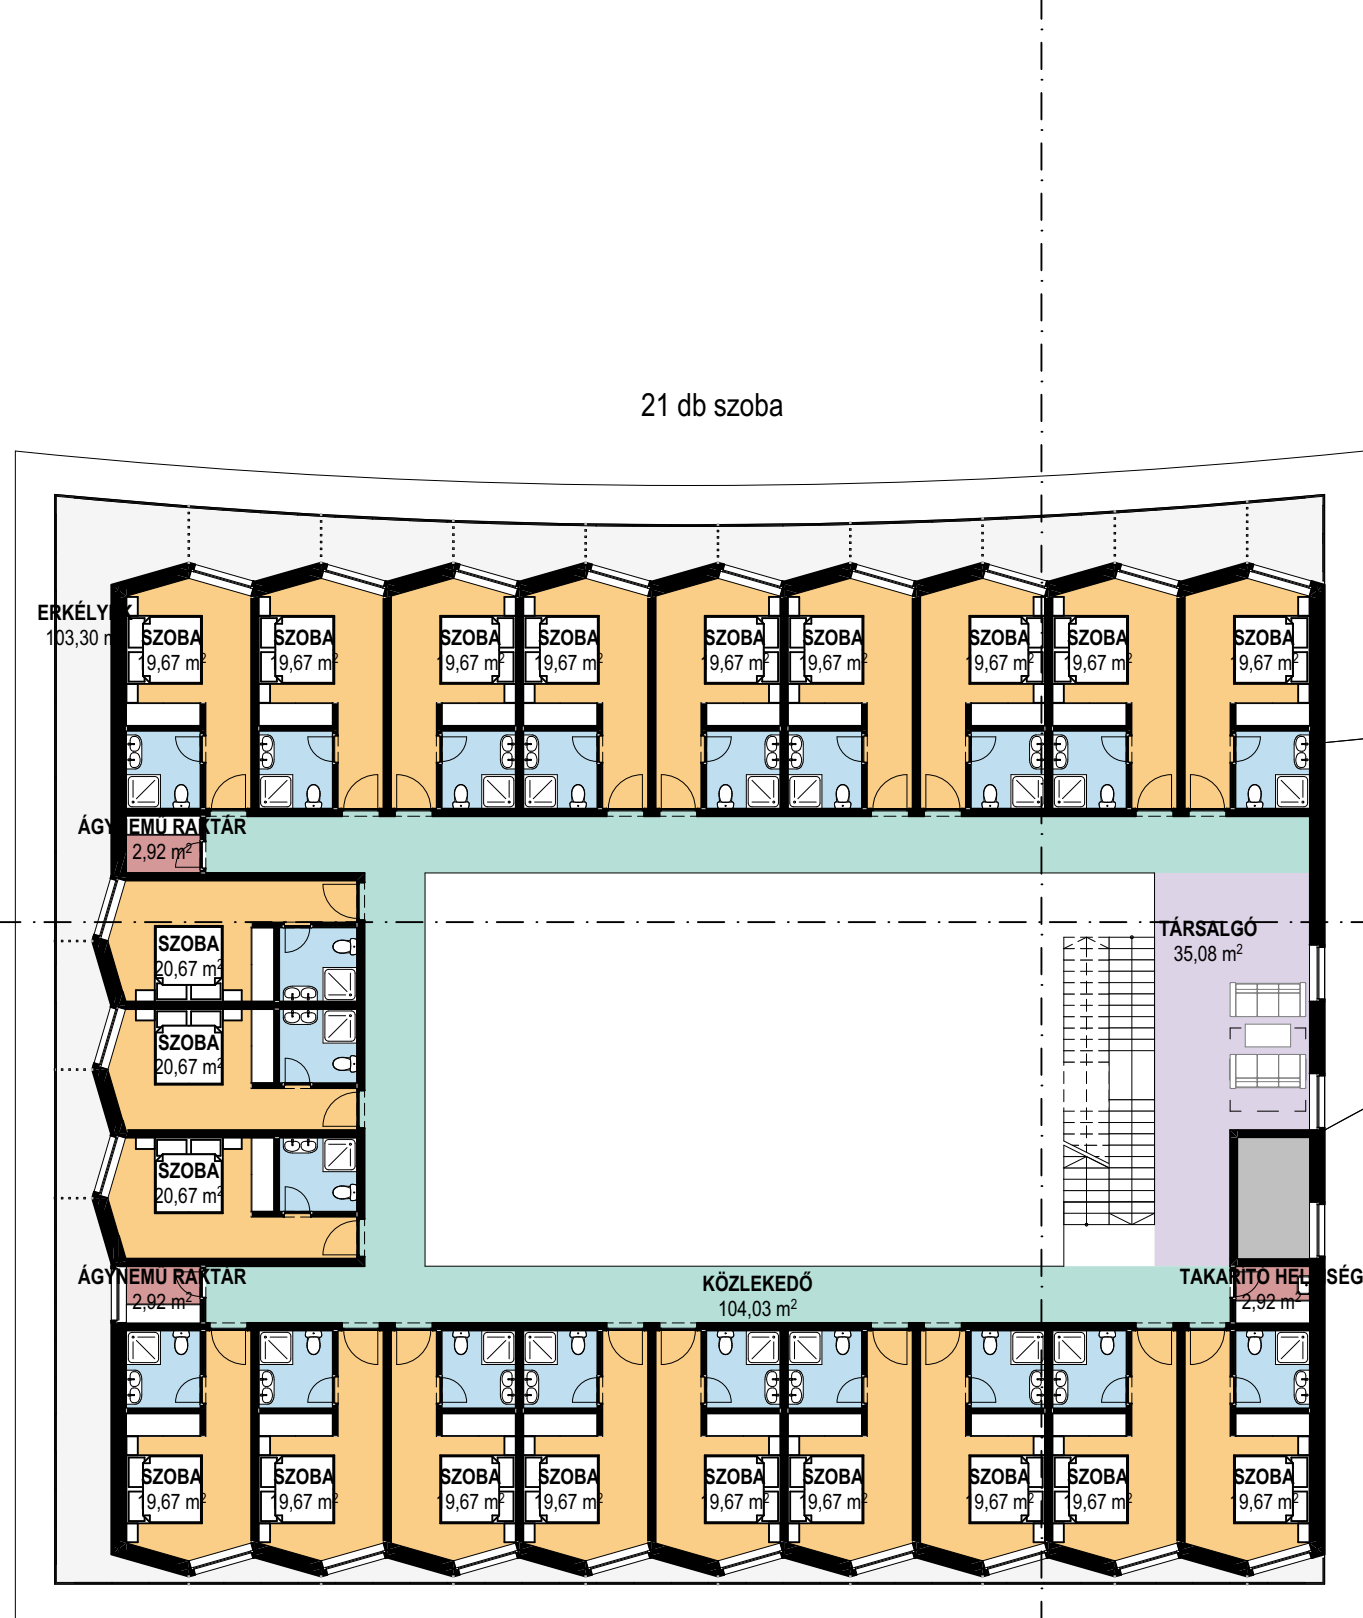 21 db szoba
ERKÉLYEK
103,30 m
SZOBA
19,67 m²
SZOBA
19,67 m²
SZOBA
19,67 m²
SZOBA
19,67 m²
SZOBA
19,67 m²
SZOBA
19,67 m²
SZOBA
19,67 m²
SZOBA
19,67 m²
SZOBA
19,67 m²
ÁGYNEMŰ RAKTÁR
2,92 m²
SZOBA
20,67 m²
TÁRSALGÓ
35,08 m²
SZOBA
20,67 m²
SZOBA
20,67 m²
ÁGYNEMŰ RAKTÁR
2,92 m²
KÖZLEKEDŐ
104,03 m²
TAKARÍTÓ HELYISÉG
2,92 m²
SZOBA
19,67 m²
SZOBA
19,67 m²
SZOBA
19,67 m²
SZOBA
19,67 m²
SZOBA
19,67 m²
SZOBA
19,67 m²
SZOBA
19,67 m²
SZOBA
19,67 m²
SZOBA
19,67 m²